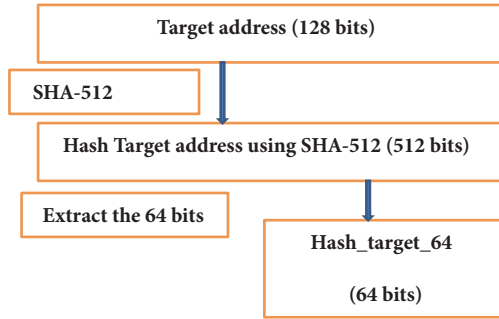 Target address (128 bits)
SHA-512
Hash Target address using SHA-512 (512 bits)
Extract the 64 bits
Hash_target_64
(64 bits)